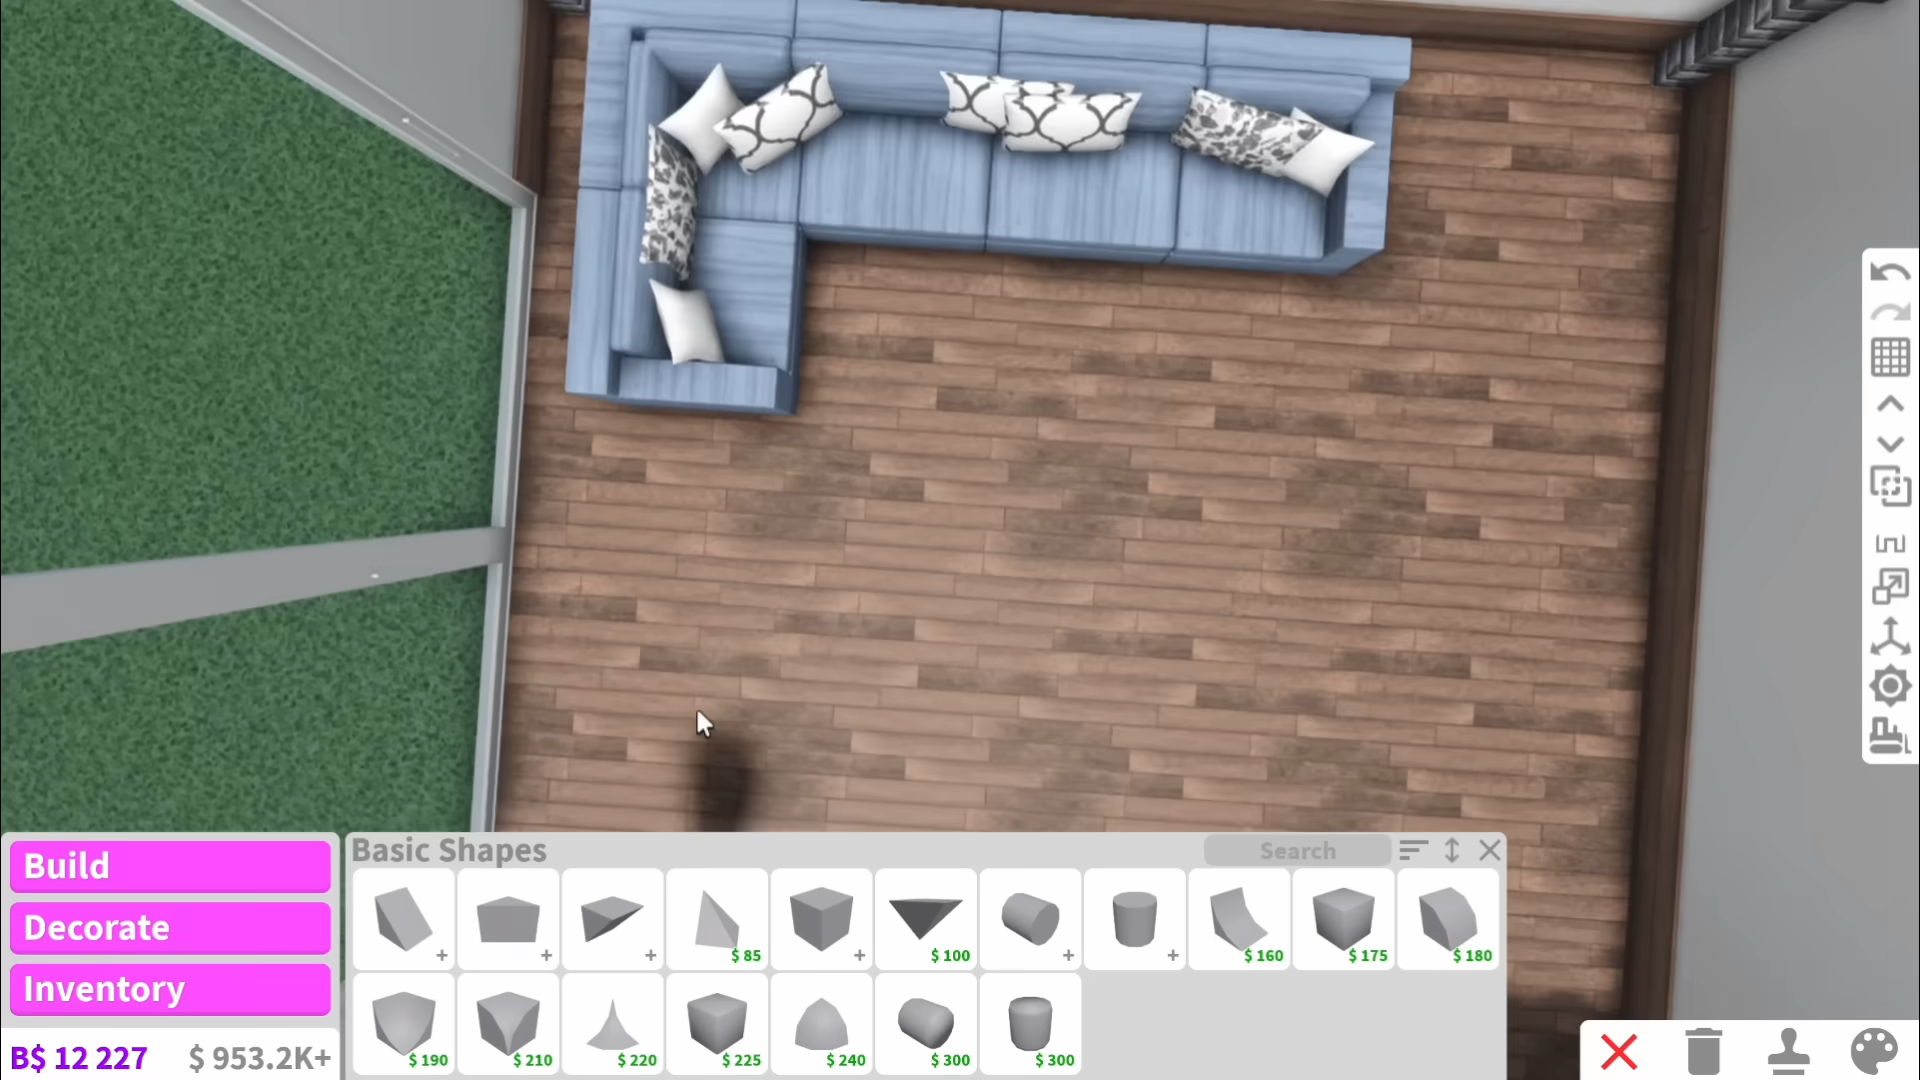 Basic Shapes
Search
Build
Decorate
Inventory
B$ 12 227
$ 953.2K+
+
+
+
$ 85
+
$ 100
+
+
$ 160
$ 175
$ 180
$ 190
$ 210
$ 220
$ 225
$ 240
$ 300
$ 300